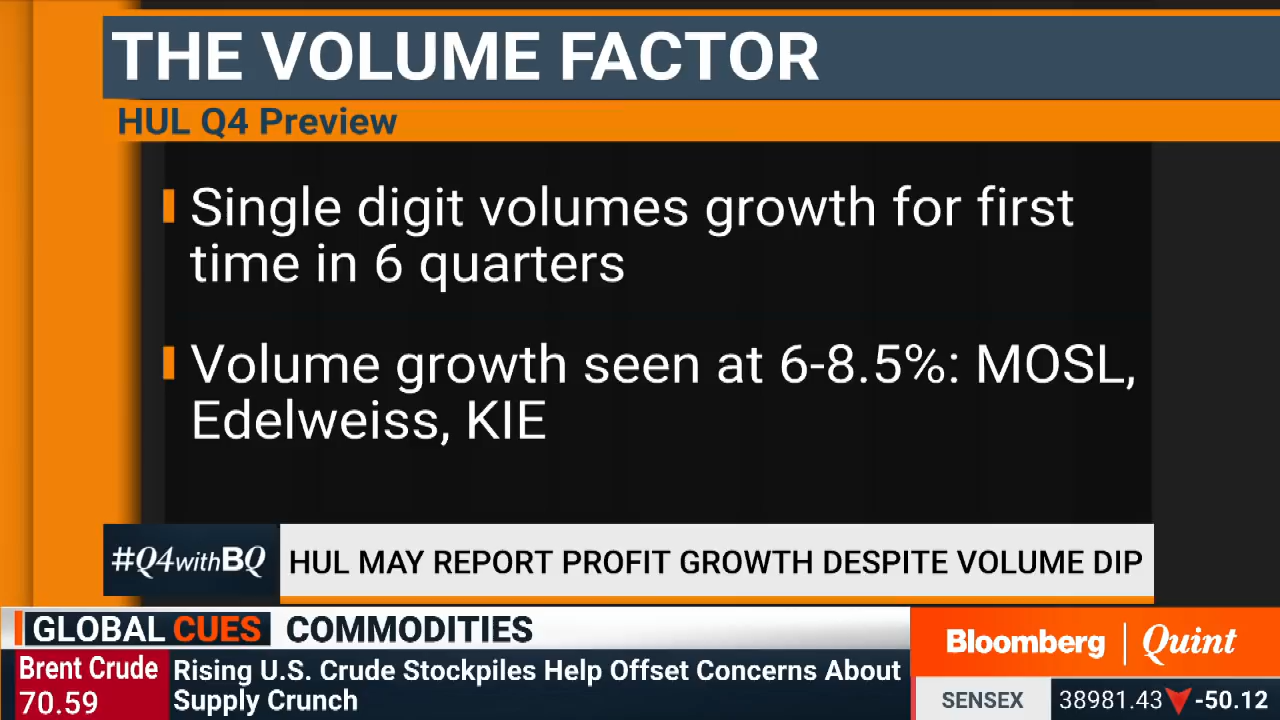 THE VOLUME FACTOR
HUL Q4 Preview
Single digit volumes growth for first
time in 6 quarters
Volume growth seen at 6-8.5%: MOSL,
Edelweiss, KIE
#Q4withBQ
HUL MAY REPORT PROFIT GROWTH DESPITE VOLUME DIP
GLOBAL CUES COMMODITIES
Brent Crude
70.59
Rising U.S. Crude Stockpiles Help Offset Concerns About
Supply Crunch
Bloomberg | Quint
SENSEX 38981.43 -50.12